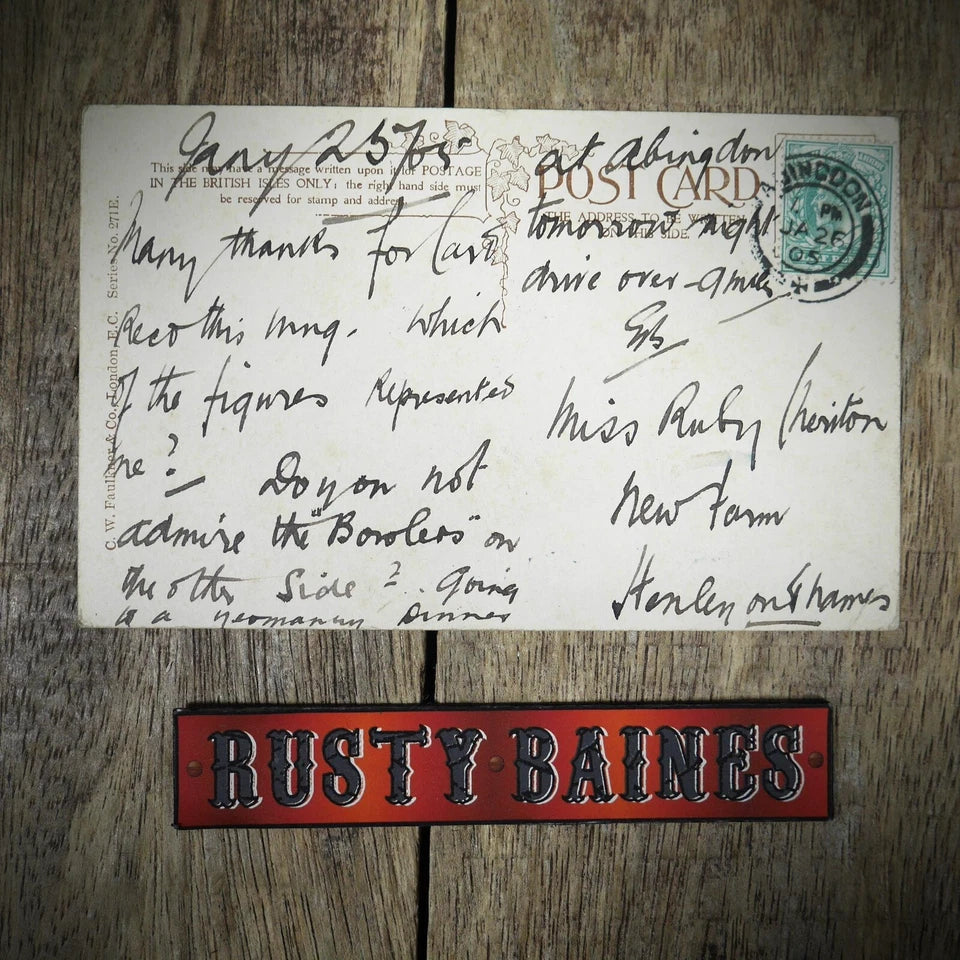 Jany 25th/05
This side may have a message written upon it for POSTAGE
IN THE BRITISH ISLES ONLY; the right hand side must
be reserved for stamp and address.
Many thanks for Card
Recd this mng. Which
of the figures Represented
me?
Do you not
admire the "Bowlers" on
the other Side? Going
to a yeomanry Dinner
C. W. Faulkner & Co., London, E.C. Series No. 271E.
at Abingdon
POST CARD
THE ADDRESS TO BE WRITTEN
ON THIS SIDE.
tomorrow night
drive over - 9 miles
Miss Ruby Cheriton
New Farm
Henley on Thames
ABINGDON
PM
JA 26
05
RUSTY BAINES